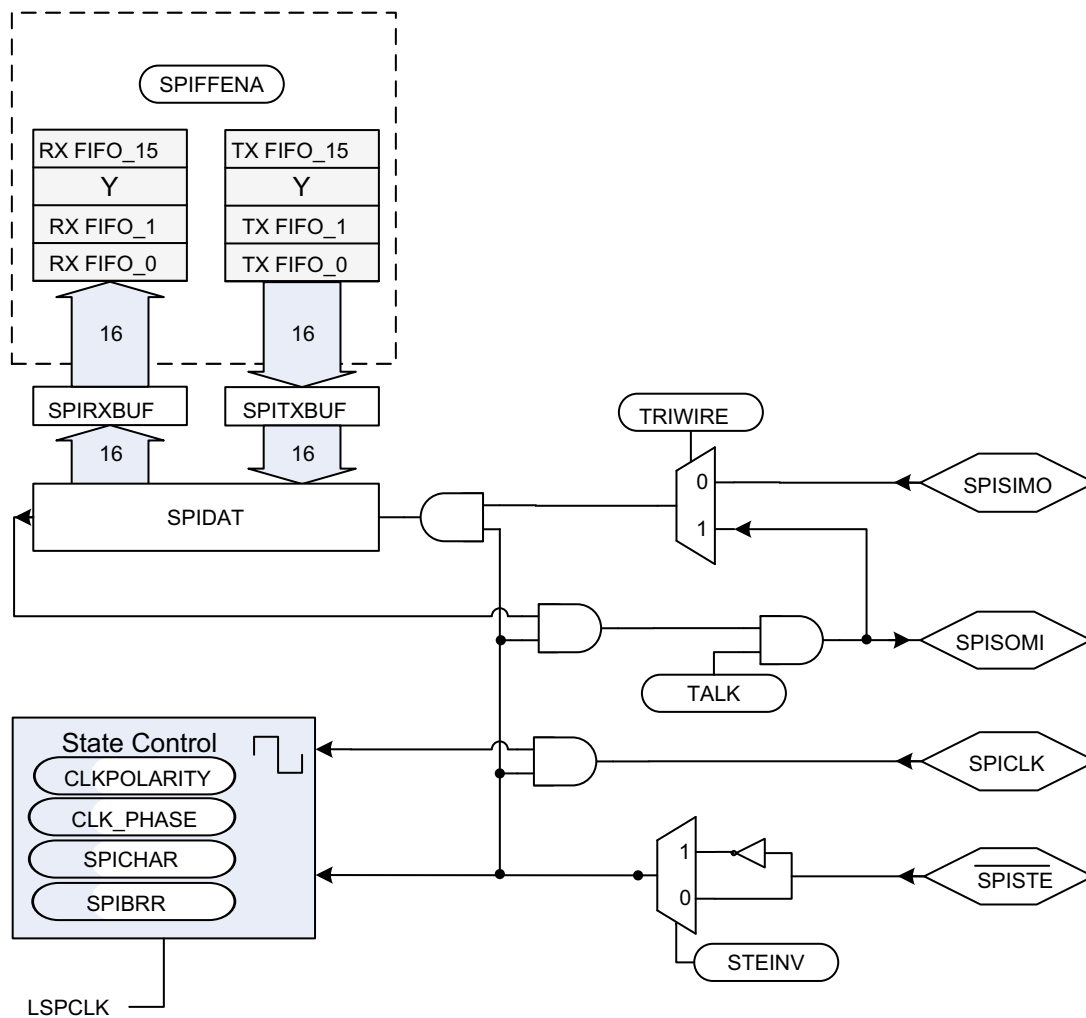 SPIFFENA
RX FIFO_15
TX FIFO_15
Y
Y
RX FIFO_1
TX FIFO_1
RX FIFO_0
TX FIFO_0
16
16
SPIRXBUF
SPITXBUF
TRIWIRE
16
16
0
SPISIMO
SPIDAT
1
SPISOMI
TALK
State Control
SPICLK
CLKPOLARITY
CLK_PHASE
SPICHAR
1
SPISTE
SPIBRR
0
STEINV
LSPCLK